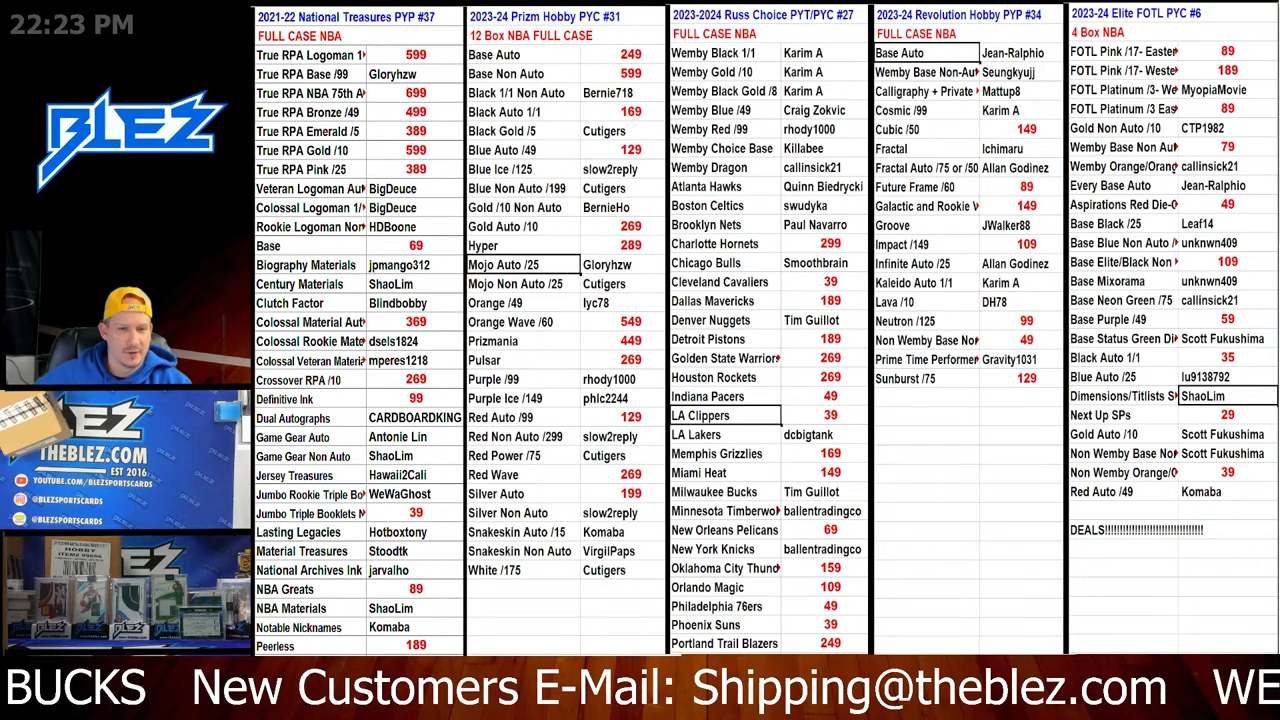 22:23 PM
BLEZ
BLEZ
THEBLEZ.COM
EST 2016
YOUTUBE.COM/BLEZSPORTSCARDS
@BLEZSPORTSCARDS
@BLEZSPORTSCARDS
HOBBY
BLEZ
2021-22 National Treasures PYP #37
FULL CASE NBA
True RPA Logoman 1 599
True RPA Base /99 Gloryhzw
True RPA NBA 75th A 699
True RPA Bronze /49 499
True RPA Emerald /5 389
True RPA Gold /10 599
True RPA Pink /25 389
Veteran Logoman Au BigDeuce
Colossal Logoman 1/ BigDeuce
Rookie Logoman Non HDBoone
Base 69
Biography Materials jpmango312
Century Materials ShaoLim
Clutch Factor Blindbobby
Colossal Material Aut 369
Colossal Rookie Mate dsels1824
Colossal Veteran Materi mperes1218
Crossover RPA /10 269
Definitive Ink 99
Dual Autographs CARDBOARDKING
Game Gear Auto Antonie Lin
Game Gear Non Auto ShaoLim
Jersey Treasures Hawaii2Cali
Jumbo Rookie Triple Bo WeWaGhost
Jumbo Triple Booklets N 39
Lasting Legacies Hotboxtony
Material Treasures Stoodtk
National Archives Ink jarvalho
NBA Greats 89
NBA Materials ShaoLim
Notable Nicknames Komaba
Peerless 189
2023-24 Prizm Hobby PYC #31
12 Box NBA FULL CASE
Base Auto 249
Base Non Auto 599
Black 1/1 Non Auto Bernie718
Black Auto 1/1 169
Black Gold /5 Cutigers
Blue Auto /49 129
Blue Ice /125 slow2reply
Blue Non Auto /199 Cutigers
Gold /10 Non Auto BernieHo
Gold Auto /10 269
Hyper 289
Mojo Auto /25 Gloryhzw
Mojo Non Auto /25 Cutigers
Orange /49 lyc78
Orange Wave /60 549
Prizmania 449
Pulsar 269
Purple /99 rhody1000
Purple Ice /149 phlc2244
Red Auto /99 129
Red Non Auto /299 slow2reply
Red Power /75 Cutigers
Red Wave 269
Silver Auto 199
Silver Non Auto slow2reply
Snakeskin Auto /15 Komaba
Snakeskin Non Auto VirgilPaps
White /175 Cutigers
2023-2024 Russ Choice PYT/PYC #27
FULL CASE NBA
Wemby Black 1/1 Karim A
Wemby Gold /10 Karim A
Wemby Black Gold /8 Karim A
Wemby Blue /49 Craig Zokvic
Wemby Red /99 rhody1000
Wemby Choice Base Killabee
Wemby Dragon callinsick21
Atlanta Hawks Quinn Biedrycki
Boston Celtics swudyka
Brooklyn Nets Paul Navarro
Charlotte Hornets 299
Chicago Bulls Smoothbrain
Cleveland Cavaliers 39
Dallas Mavericks 189
Denver Nuggets Tim Guillot
Detroit Pistons 189
Golden State Warrior 269
Houston Rockets 269
Indiana Pacers 49
LA Clippers 39
LA Lakers dcbigtank
Memphis Grizzlies 169
Miami Heat 149
Milwaukee Bucks Tim Guillot
Minnesota Timberwo ballentradingco
New Orleans Pelicans 69
New York Knicks ballentradingco
Oklahoma City Thund 159
Orlando Magic 109
Philadelphia 76ers 49
Phoenix Suns 39
Portland Trail Blazers 249
2023-24 Revolution Hobby PYP #34
FULL CASE NBA
Base Auto Jean-Ralphio
Wemby Base Non-Au Seungkyujj
Calligraphy + Private Mattup8
Cosmic /99 Karim A
Cubic /50 149
Fractal Ichimaru
Fractal Auto /75 or /50 Allan Godinez
Future Frame /60 89
Galactic and Rookie V 149
Groove JWalker88
Impact /149 109
Infinite Auto /25 Allan Godinez
Kaleido Auto 1/1 Karim A
Lava /10 DH78
Neutron /125 99
Non Wemby Base Non 49
Prime Time Performer Gravity1031
Sunburst /75 129
2023-24 Elite FOTL PYC #6
4 Box NBA
FOTL Pink /17- Easter 89
FOTL Pink /17- Weste 189
FOTL Platinum /3- We MyopiaMovie
FOTL Platinum /3 Eas 89
Gold Non Auto /10 CTP1982
Wemby Base Non Au 79
Wemby Orange/Orang callinsick21
Every Base Auto Jean-Ralphio
Aspirations Red Die-C 49
Base Black /25 Leaf14
Base Blue Non Auto / unknwn409
Base Elite/Black Non 109
Base Mixorama unknwn409
Base Neon Green /75 callinsick21
Base Purple /49 59
Base Status Green Di Scott Fukushima
Black Auto 1/1 35
Blue Auto /25 lu9138792
Dimensions/Titlists S ShaoLim
Next Up SPs 29
Gold Auto /10 Scott Fukushima
Non Wemby Base No Scott Fukushima
Non Wemby Orange/O 39
Red Auto /49 Komaba
DEALS!!!!!!!!!!!!!!!!!!!!!!!!!!!!!!!!!
BUCKS New Customers E-Mail: Shipping@theblez.com WE